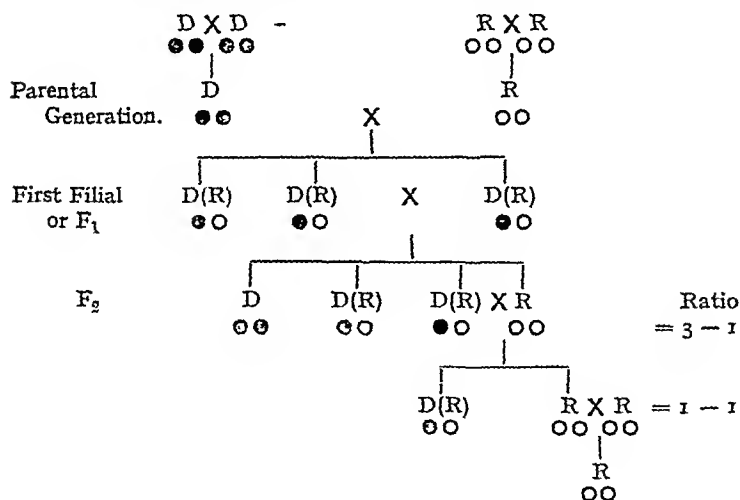 D X D - R X R
Parental D R
Generation. X
First Filial D(R) D(R) X D(R)
or F₁
F₂ D D(R) D(R) X R Ratio
= 3 – 1
D(R) R X R = 1 – 1
R